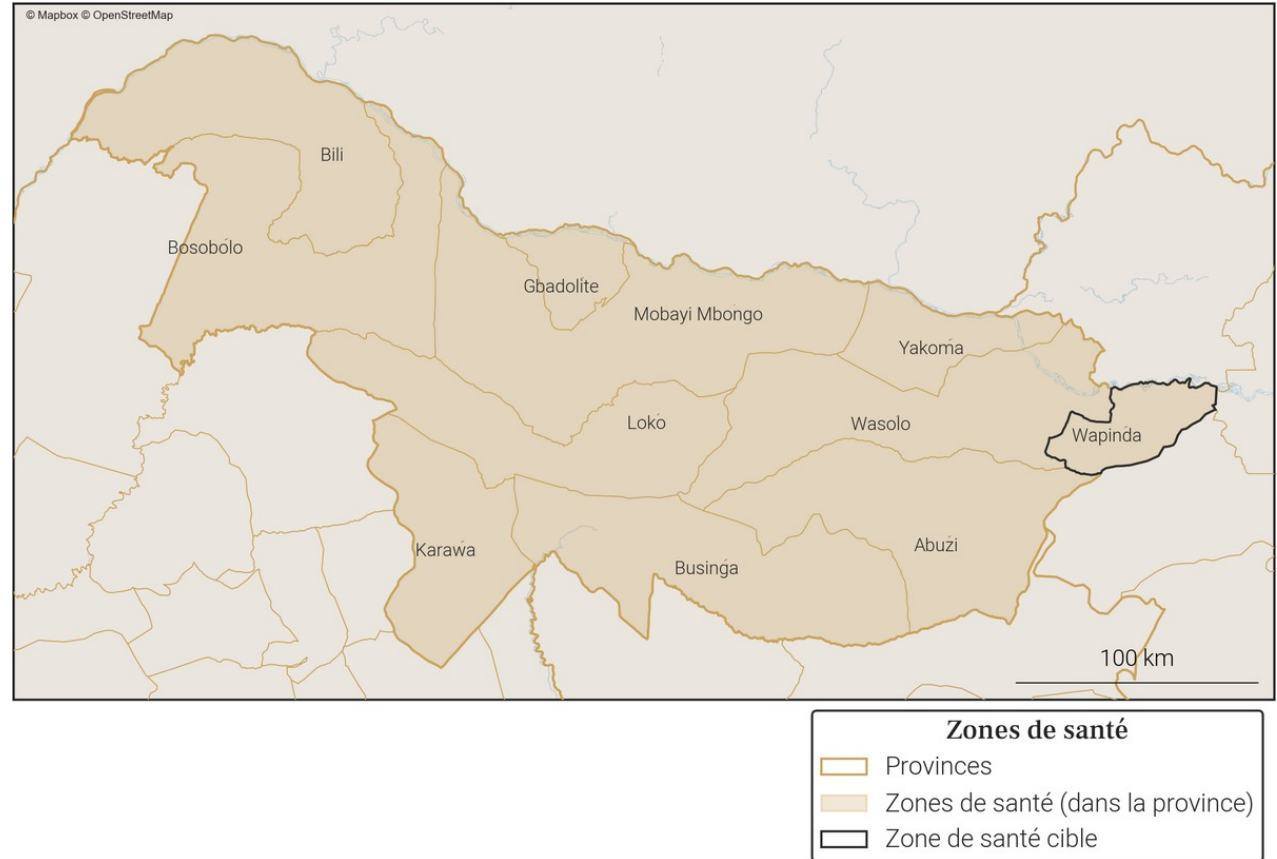 © Mapbox © OpenStreetMap
Bili
Bosobolo
Gbadolite
Mobayi Mbongo
Yakoma
Loko
Wasolo
Wapinda
Karawa
Businga
Abuzi
100 km
Zones de santé
Provinces
Zones de santé (dans la province)
Zone de santé cible